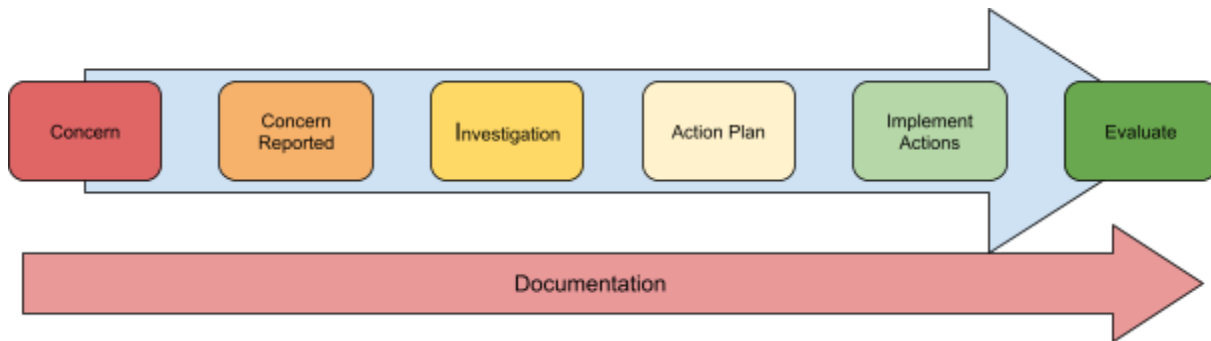 Concern
Concern
Reported
Investigation
Action Plan
Implement
Actions
Evaluate
Documentation